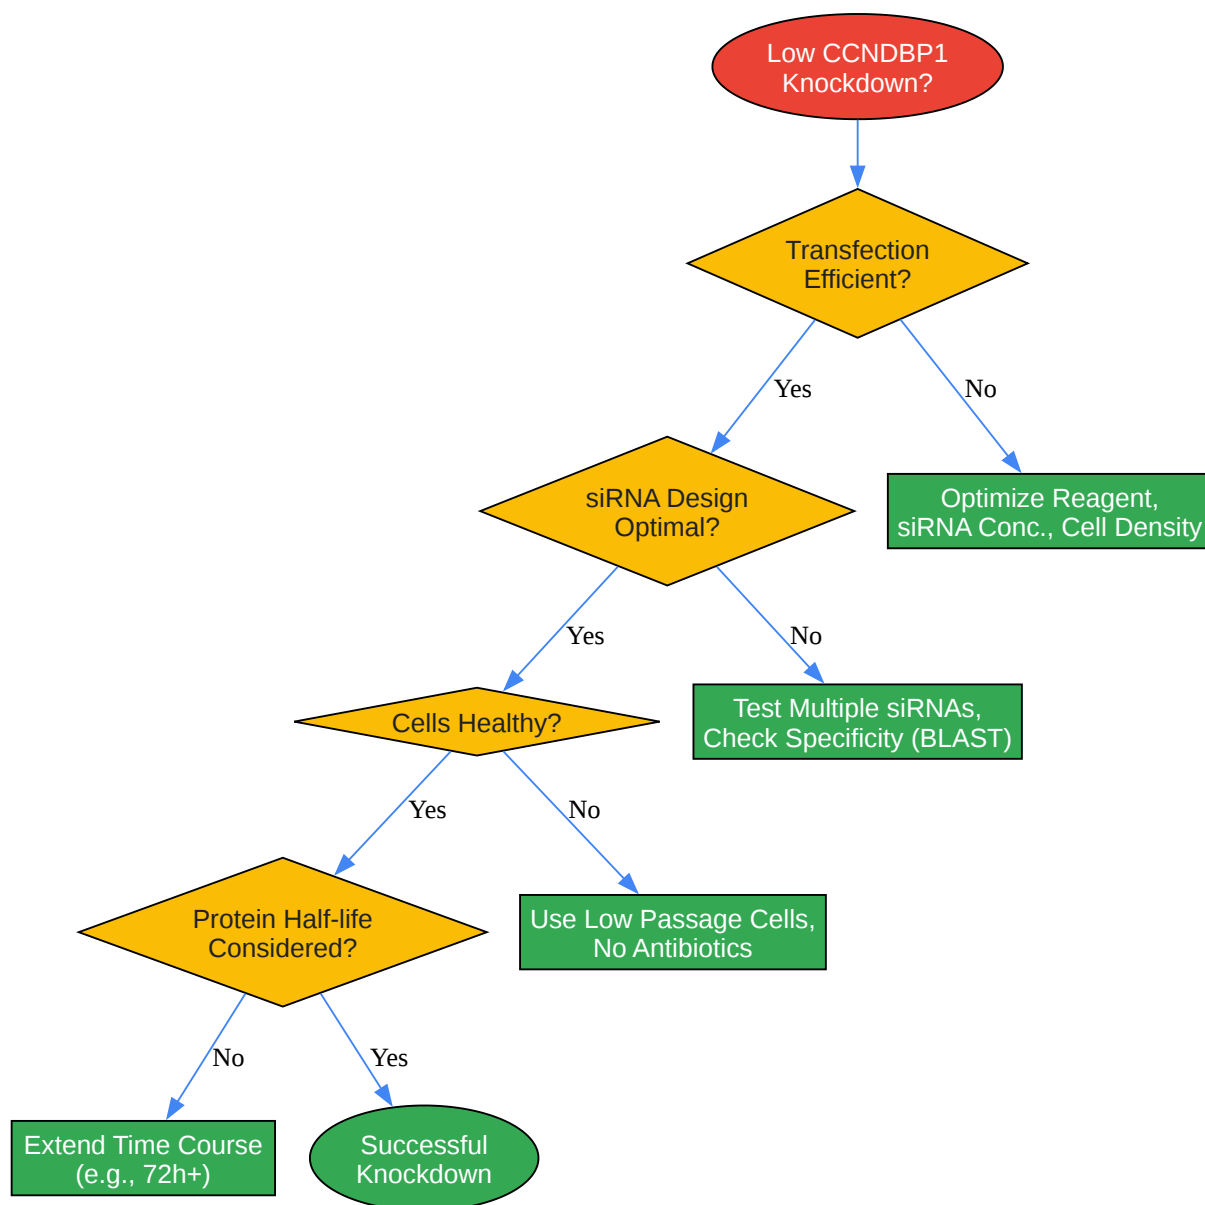 Low CCNDBP1
Knockdown?
Transfection
Efficient?
Yes
No
siRNA Design
Optimal?
Optimize Reagent,
siRNA Conc., Cell Density
Yes
No
Cells Healthy?
Test Multiple siRNAs,
Check Specificity (BLAST)
Yes
No
Protein Half-life
Considered?
Use Low Passage Cells,
No Antibiotics
No
Yes
Extend Time Course
(e.g., 72h+)
Successful
Knockdown